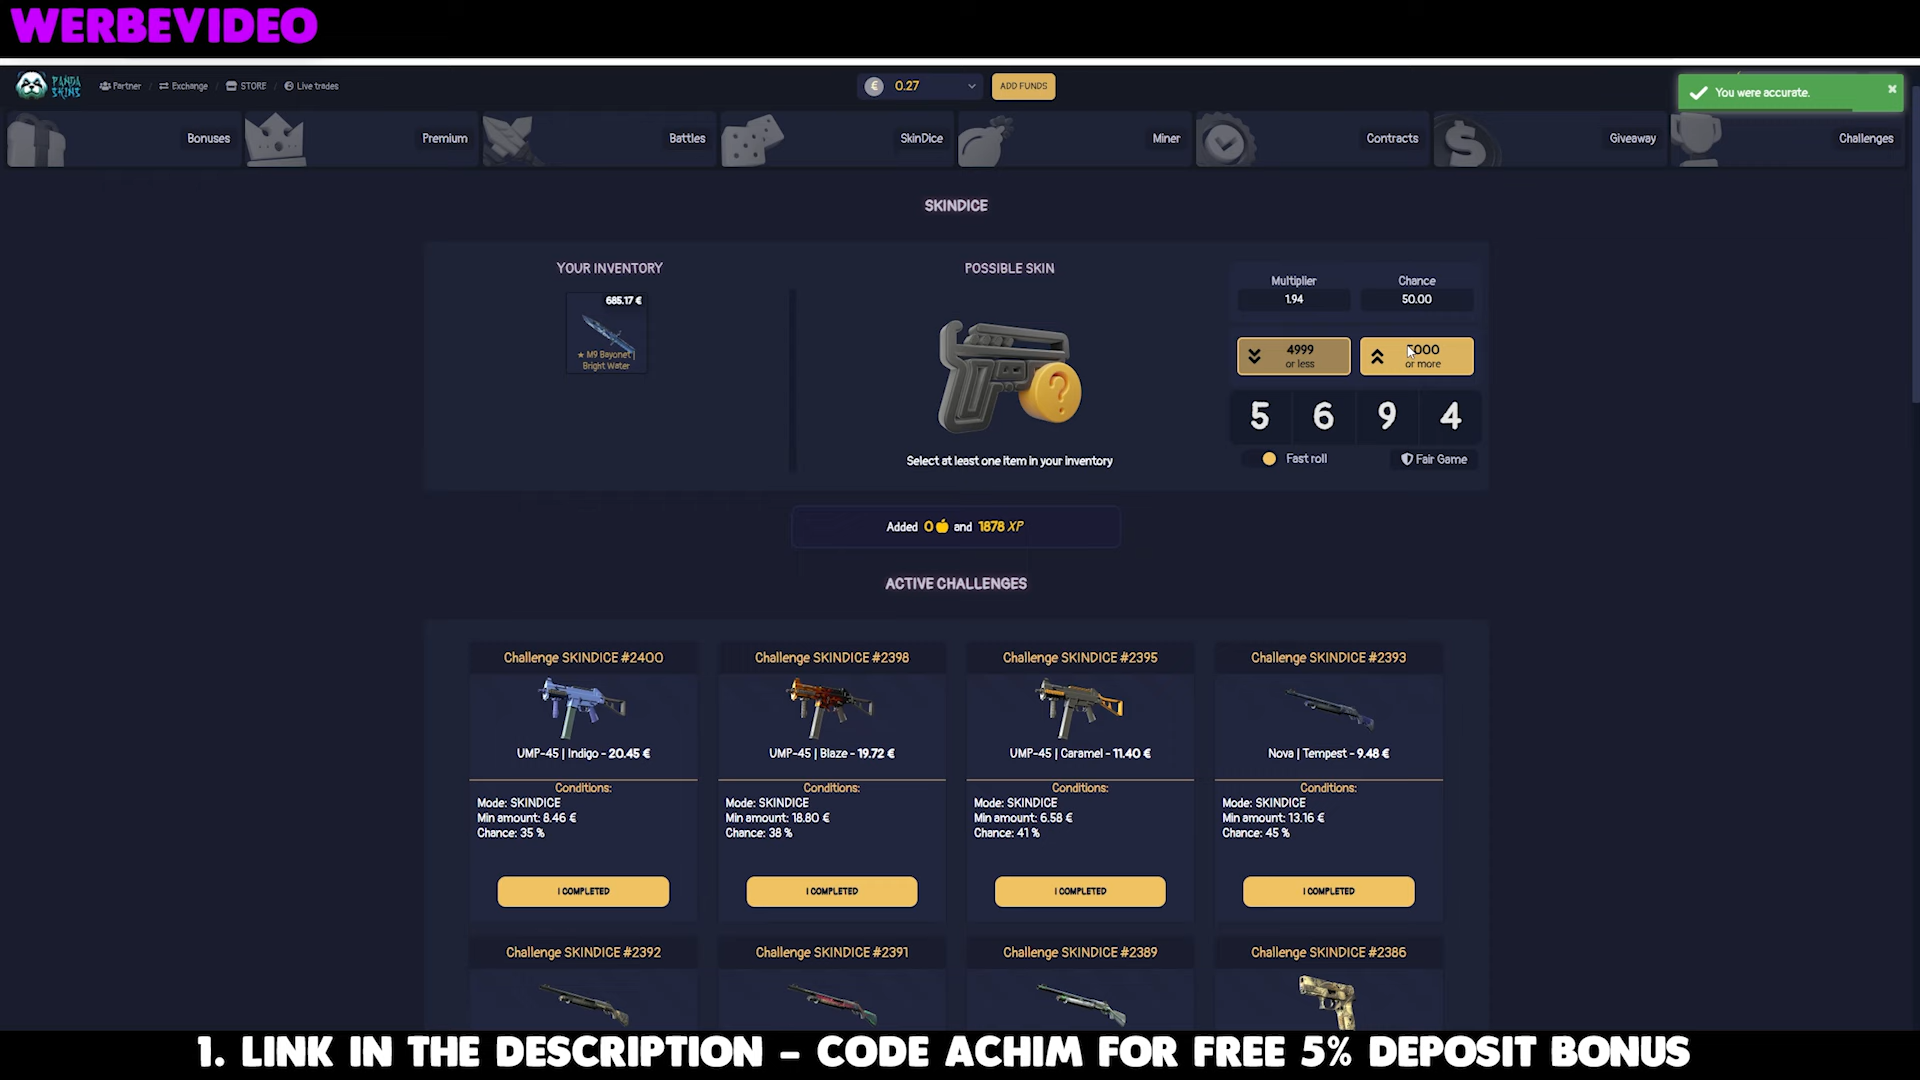 WERBEVIDEO
PANDA SKINS
Partner / Exchange / STORE / Live trades
€ 0.27
ADD FUNDS
You were accurate.
Bonuses
Premium
Battles
SkinDice
Miner
Contracts
Giveaway
Challenges
SKINDICE
YOUR INVENTORY
685.17 €
★ M9 Bayonet |
Bright Water
POSSIBLE SKIN
Select at least one item in your inventory
Multiplier
1.94
Chance
50.00
4999
or less
5000
or more
5 6 9 4
Fast roll
Fair Game
Added 0 and 1878 XP
ACTIVE CHALLENGES
Challenge SKINDICE #2400
UMP-45 | Indigo - 20.45 €
Conditions:
Mode: SKINDICE
Min amount: 8.46 €
Chance: 35 %
I COMPLETED
Challenge SKINDICE #2398
UMP-45 | Blaze - 19.72 €
Conditions:
Mode: SKINDICE
Min amount: 18.80 €
Chance: 38 %
I COMPLETED
Challenge SKINDICE #2395
UMP-45 | Caramel - 11.40 €
Conditions:
Mode: SKINDICE
Min amount: 6.58 €
Chance: 41 %
I COMPLETED
Challenge SKINDICE #2393
Nova | Tempest - 9.48 €
Conditions:
Mode: SKINDICE
Min amount: 13.16 €
Chance: 45 %
I COMPLETED
Challenge SKINDICE #2392
Challenge SKINDICE #2391
Challenge SKINDICE #2389
Challenge SKINDICE #2386
1. LINK IN THE DESCRIPTION – CODE ACHIM FOR FREE 5% DEPOSIT BONUS